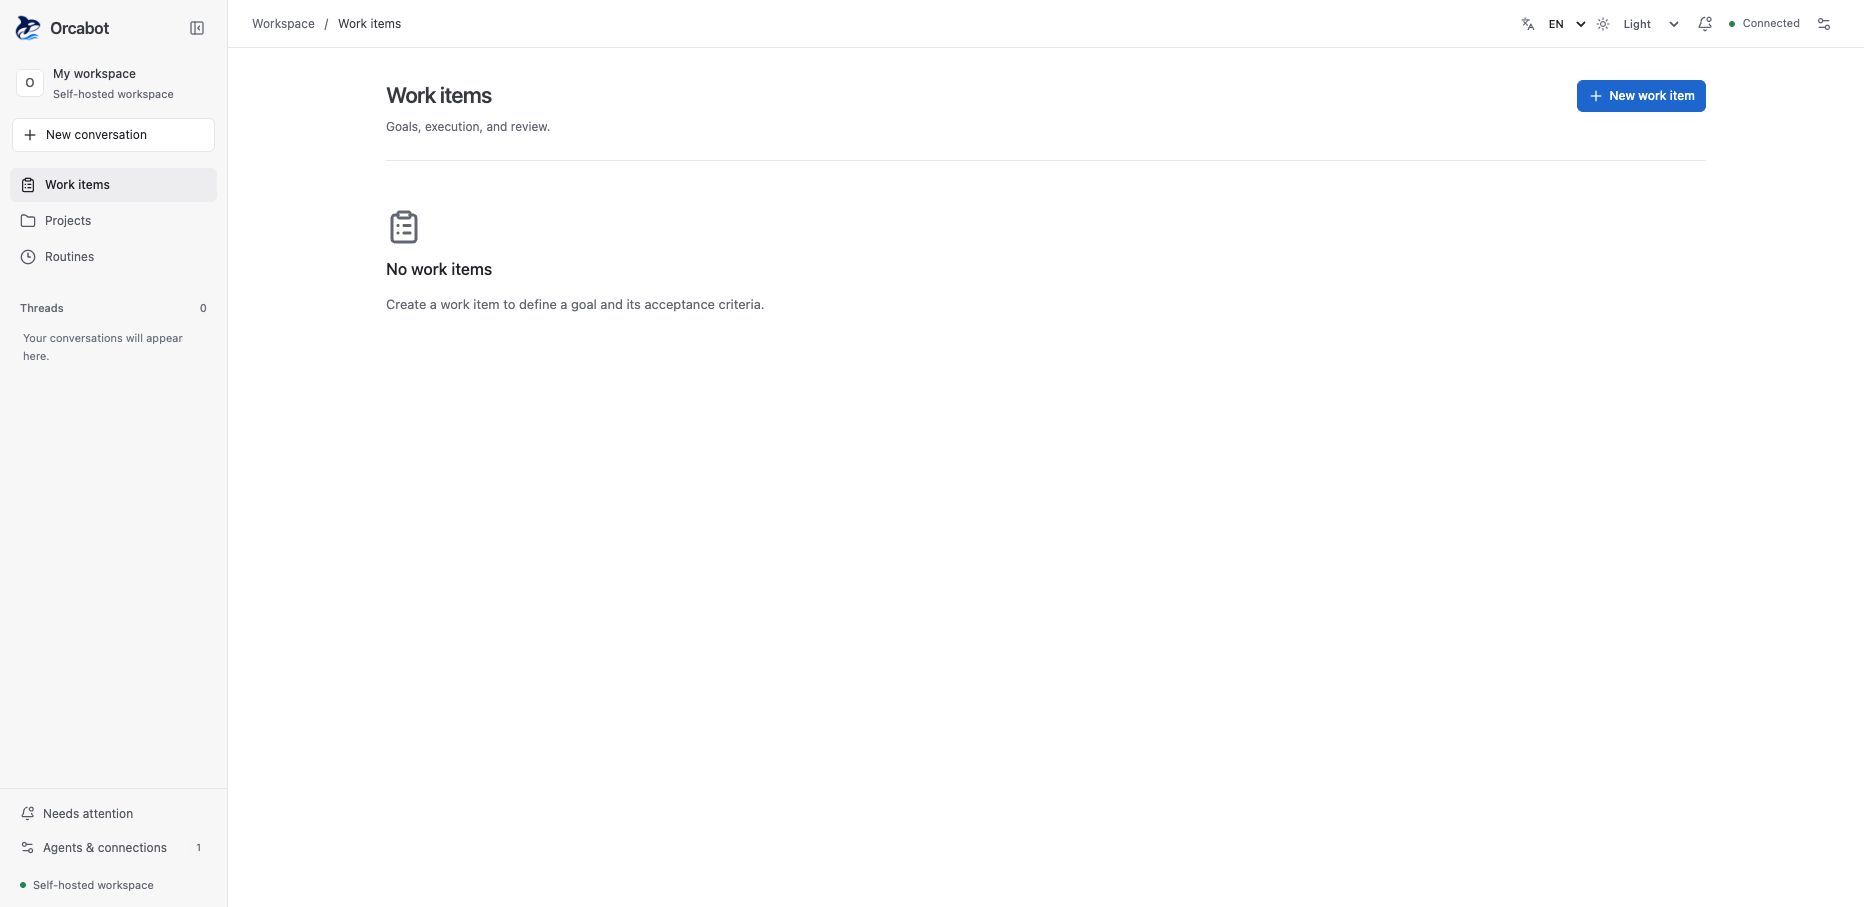 Orcabot
O
My workspace
Self-hosted workspace
New conversation
Work items
Projects
Routines
Threads 0
Your conversations will appear
here.
Needs attention
Agents & connections 1
Self-hosted workspace
Workspace / Work items
EN
Light
Connected
Work items
New work item
Goals, execution, and review.
No work items
Create a work item to define a goal and its acceptance criteria.